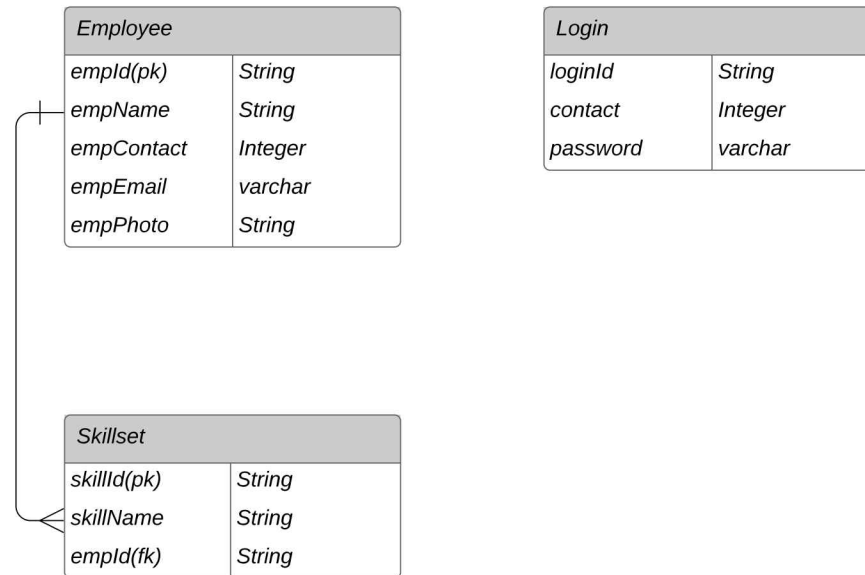 Employee
empId(pk) String
empName String
empContact Integer
empEmail varchar
empPhoto String
Login
loginId String
contact Integer
password varchar
Skillset
skillId(pk) String
skillName String
empId(fk) String